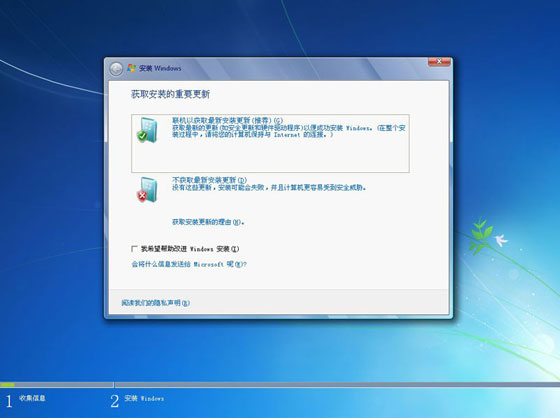 安装 Windows
获取安装的重要更新
联机以获取最新安装更新(推荐)(G)
获取最新的更新(如安全更新和硬件驱动程序)以便成功安装 Windows。(在整个安
装过程中,请将您的计算机保持与 Internet 的连接。)
不获取最新安装更新(D)
没有这些更新,安装可能会失败,并且计算机更容易受到安全威胁。
获取安装更新的理由(W)。
我希望帮助改进 Windows 安装(I)
会将什么信息发送给 Microsoft 呢(W)?
阅读我们的隐私声明(R)
1 收集信息
2 安装 Windows